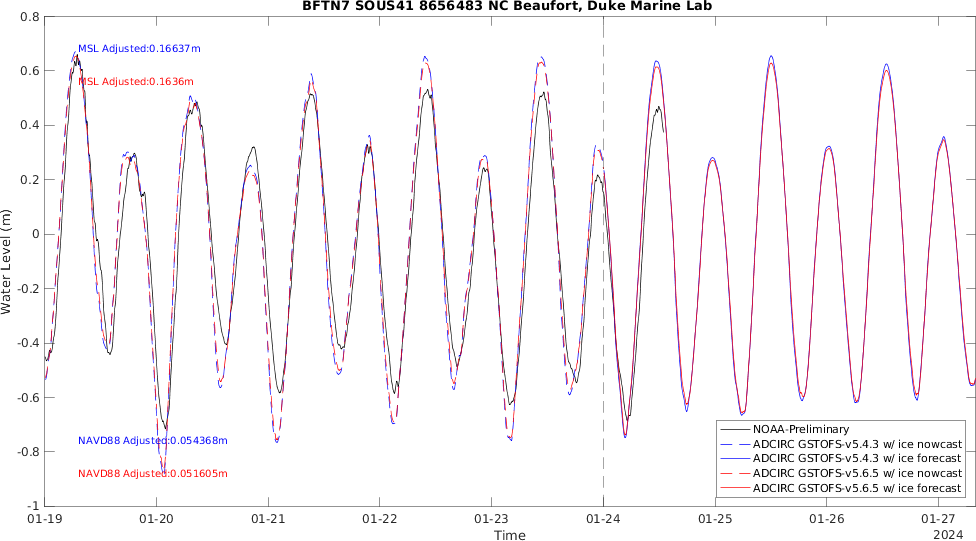 BFTN7 SOUS41 8656483 NC Beaufort, Duke Marine Lab
0.8
0.6
0.4
0.2
0
-0.2
-0.4
-0.6
-0.8
-1
Water Level (m)
MSL Adjusted:0.16637m
MSL Adjusted:0.1636m
NAVD88 Adjusted:0.054368m
NAVD88 Adjusted:0.051605m
NOAA-Preliminary
ADCIRC GSTOFS-v5.4.3 w/ ice nowcast
ADCIRC GSTOFS-v5.4.3 w/ ice forecast
ADCIRC GSTOFS-v5.6.5 w/ ice nowcast
ADCIRC GSTOFS-v5.6.5 w/ ice forecast
01-19 01-20 01-21 01-22 01-23 01-24 01-25 01-26 01-27
Time
2024